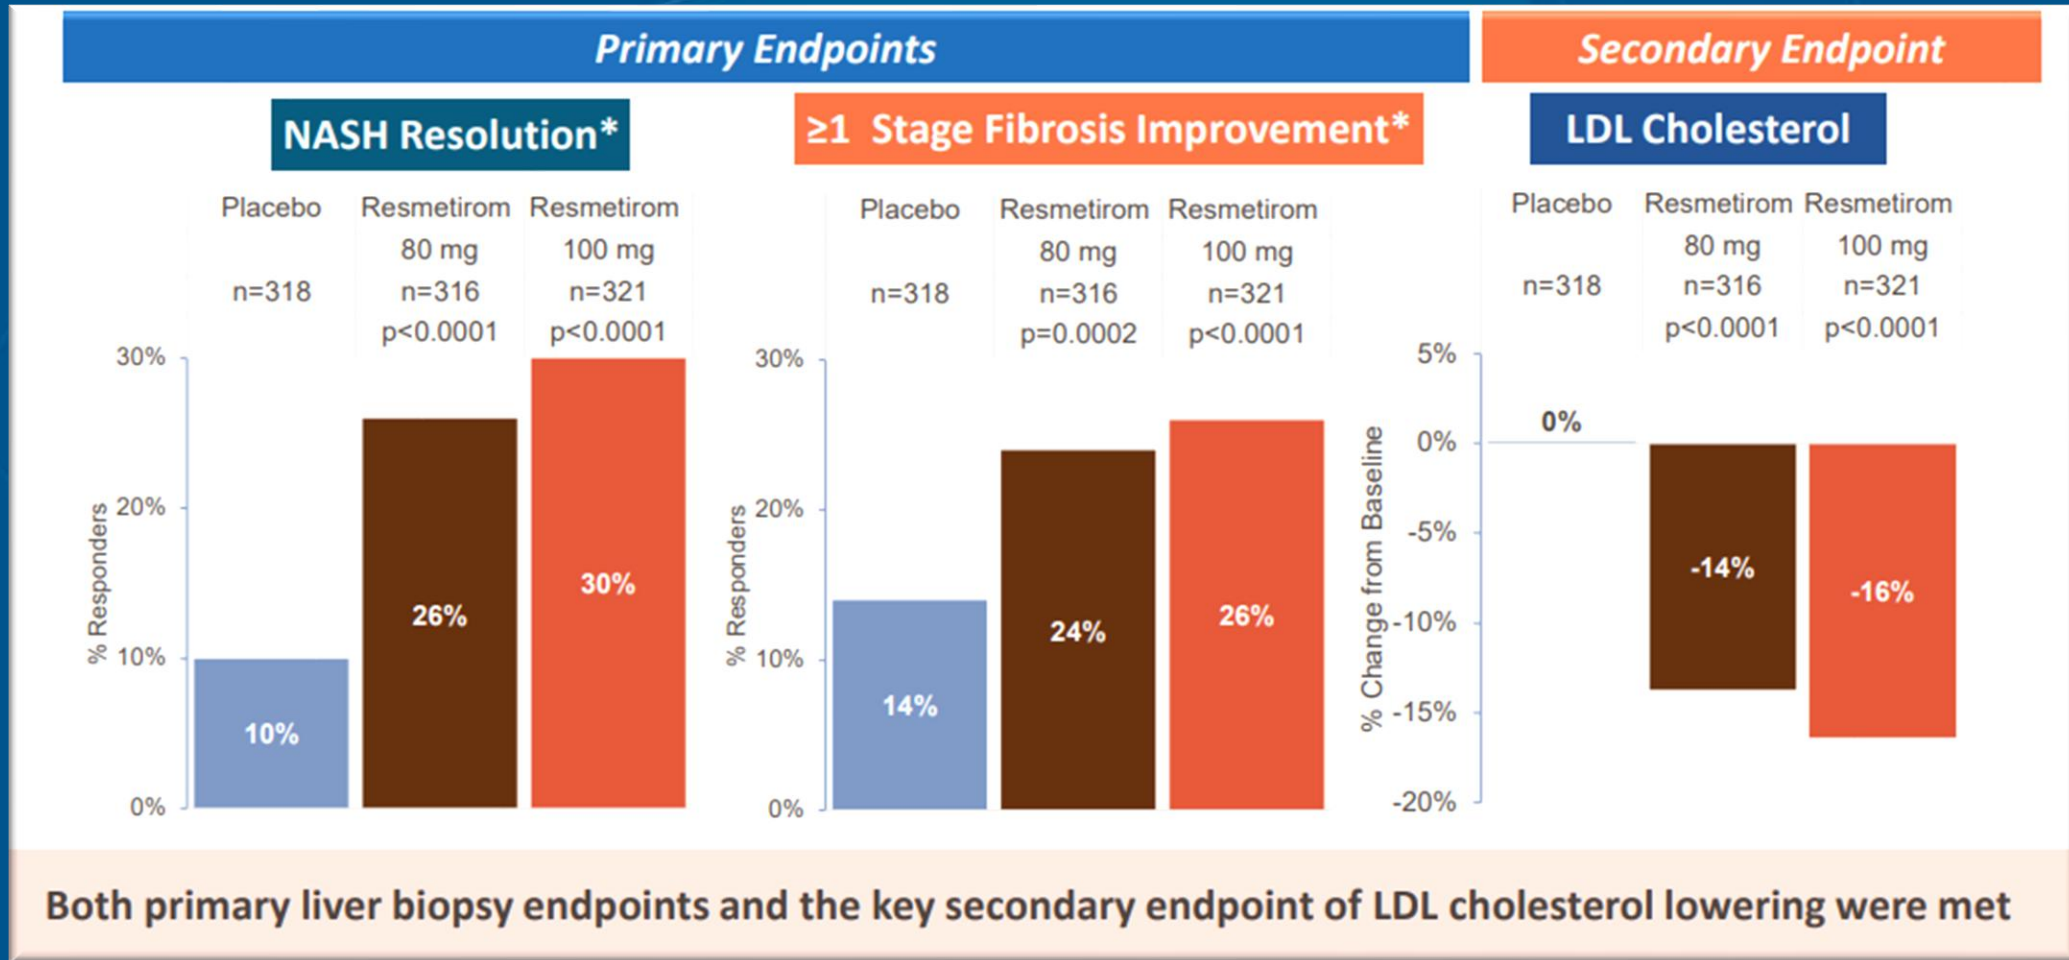 Primary Endpoints
Secondary Endpoint
NASH Resolution*
≥1 Stage Fibrosis Improvement*
LDL Cholesterol
Placebo
n=318
Resmetirom
80 mg
n=316
p<0.0001
Resmetirom
100 mg
n=321
p<0.0001
% Responders
30%
20%
10%
0%
10%
26%
30%
Placebo
n=318
Resmetirom
80 mg
n=316
p=0.0002
Resmetirom
100 mg
n=321
p<0.0001
% Responders
30%
20%
10%
0%
14%
24%
26%
Placebo
n=318
Resmetirom
80 mg
n=316
p<0.0001
Resmetirom
100 mg
n=321
p<0.0001
% Change from Baseline
5%
0%
-5%
-10%
-15%
-20%
0%
-14%
-16%
Both primary liver biopsy endpoints and the key secondary endpoint of LDL cholesterol lowering were met